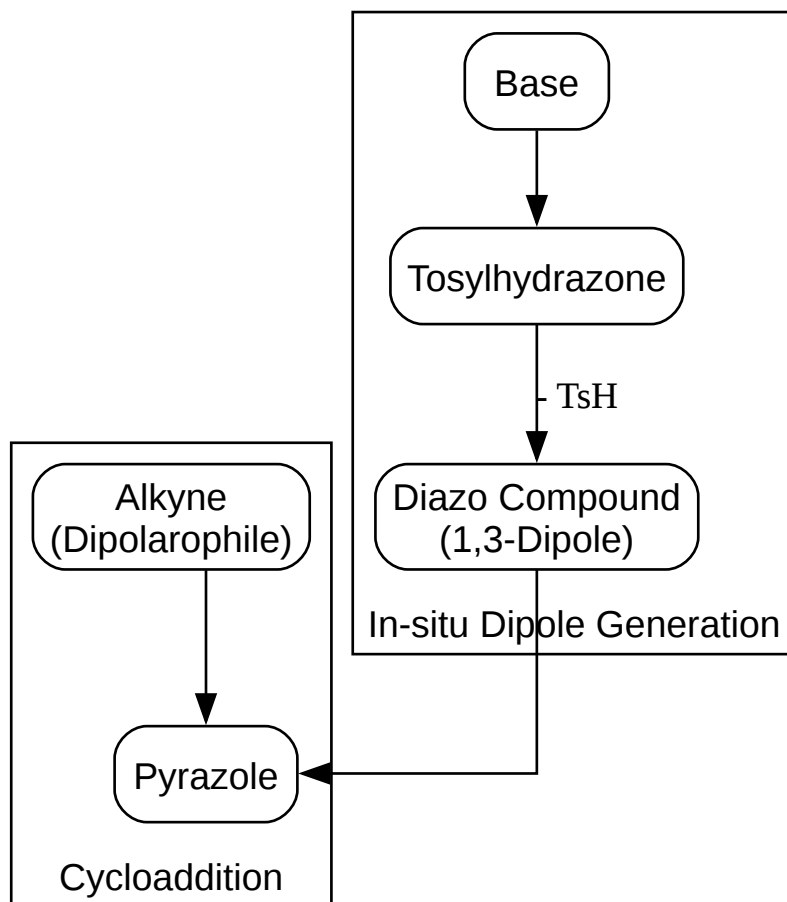 Base
Tosylhydrazone
- TsH
Alkyne
(Dipolarophile)
Diazo Compound
(1,3-Dipole)
In-situ Dipole Generation
Pyrazole
Cycloaddition